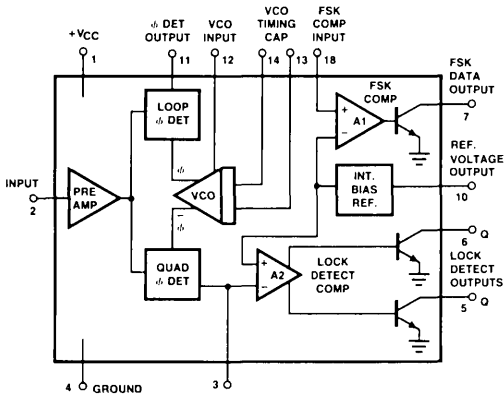 +VCC
1
ϕ DET
OUTPUT
11
VCO
INPUT
12
VCO
TIMING
CAP
14
13
FSK
COMP
INPUT
18
LOOP
ϕ DET
FSK
COMP
+
A1
−
FSK
DATA
OUTPUT
7
ϕ
VCO
ϕ
INPUT
2
PRE
AMP
INT.
BIAS
REF.
REF.
VOLTAGE
OUTPUT
10
QUAD
ϕ DET
+
A2
−
LOCK
DETECT
COMP
Q
6
LOCK
DETECT
OUTPUTS
Q
5
4
GROUND
3